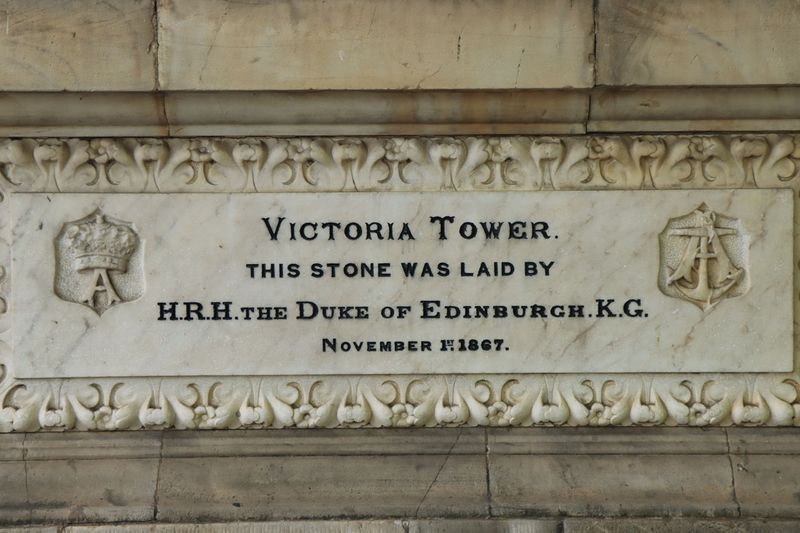 VICTORIA TOWER.
THIS STONE WAS LAID BY
H.R.H. THE DUKE OF EDINBURGH. K.G.
NOVEMBER 1ST 1867.
A
A